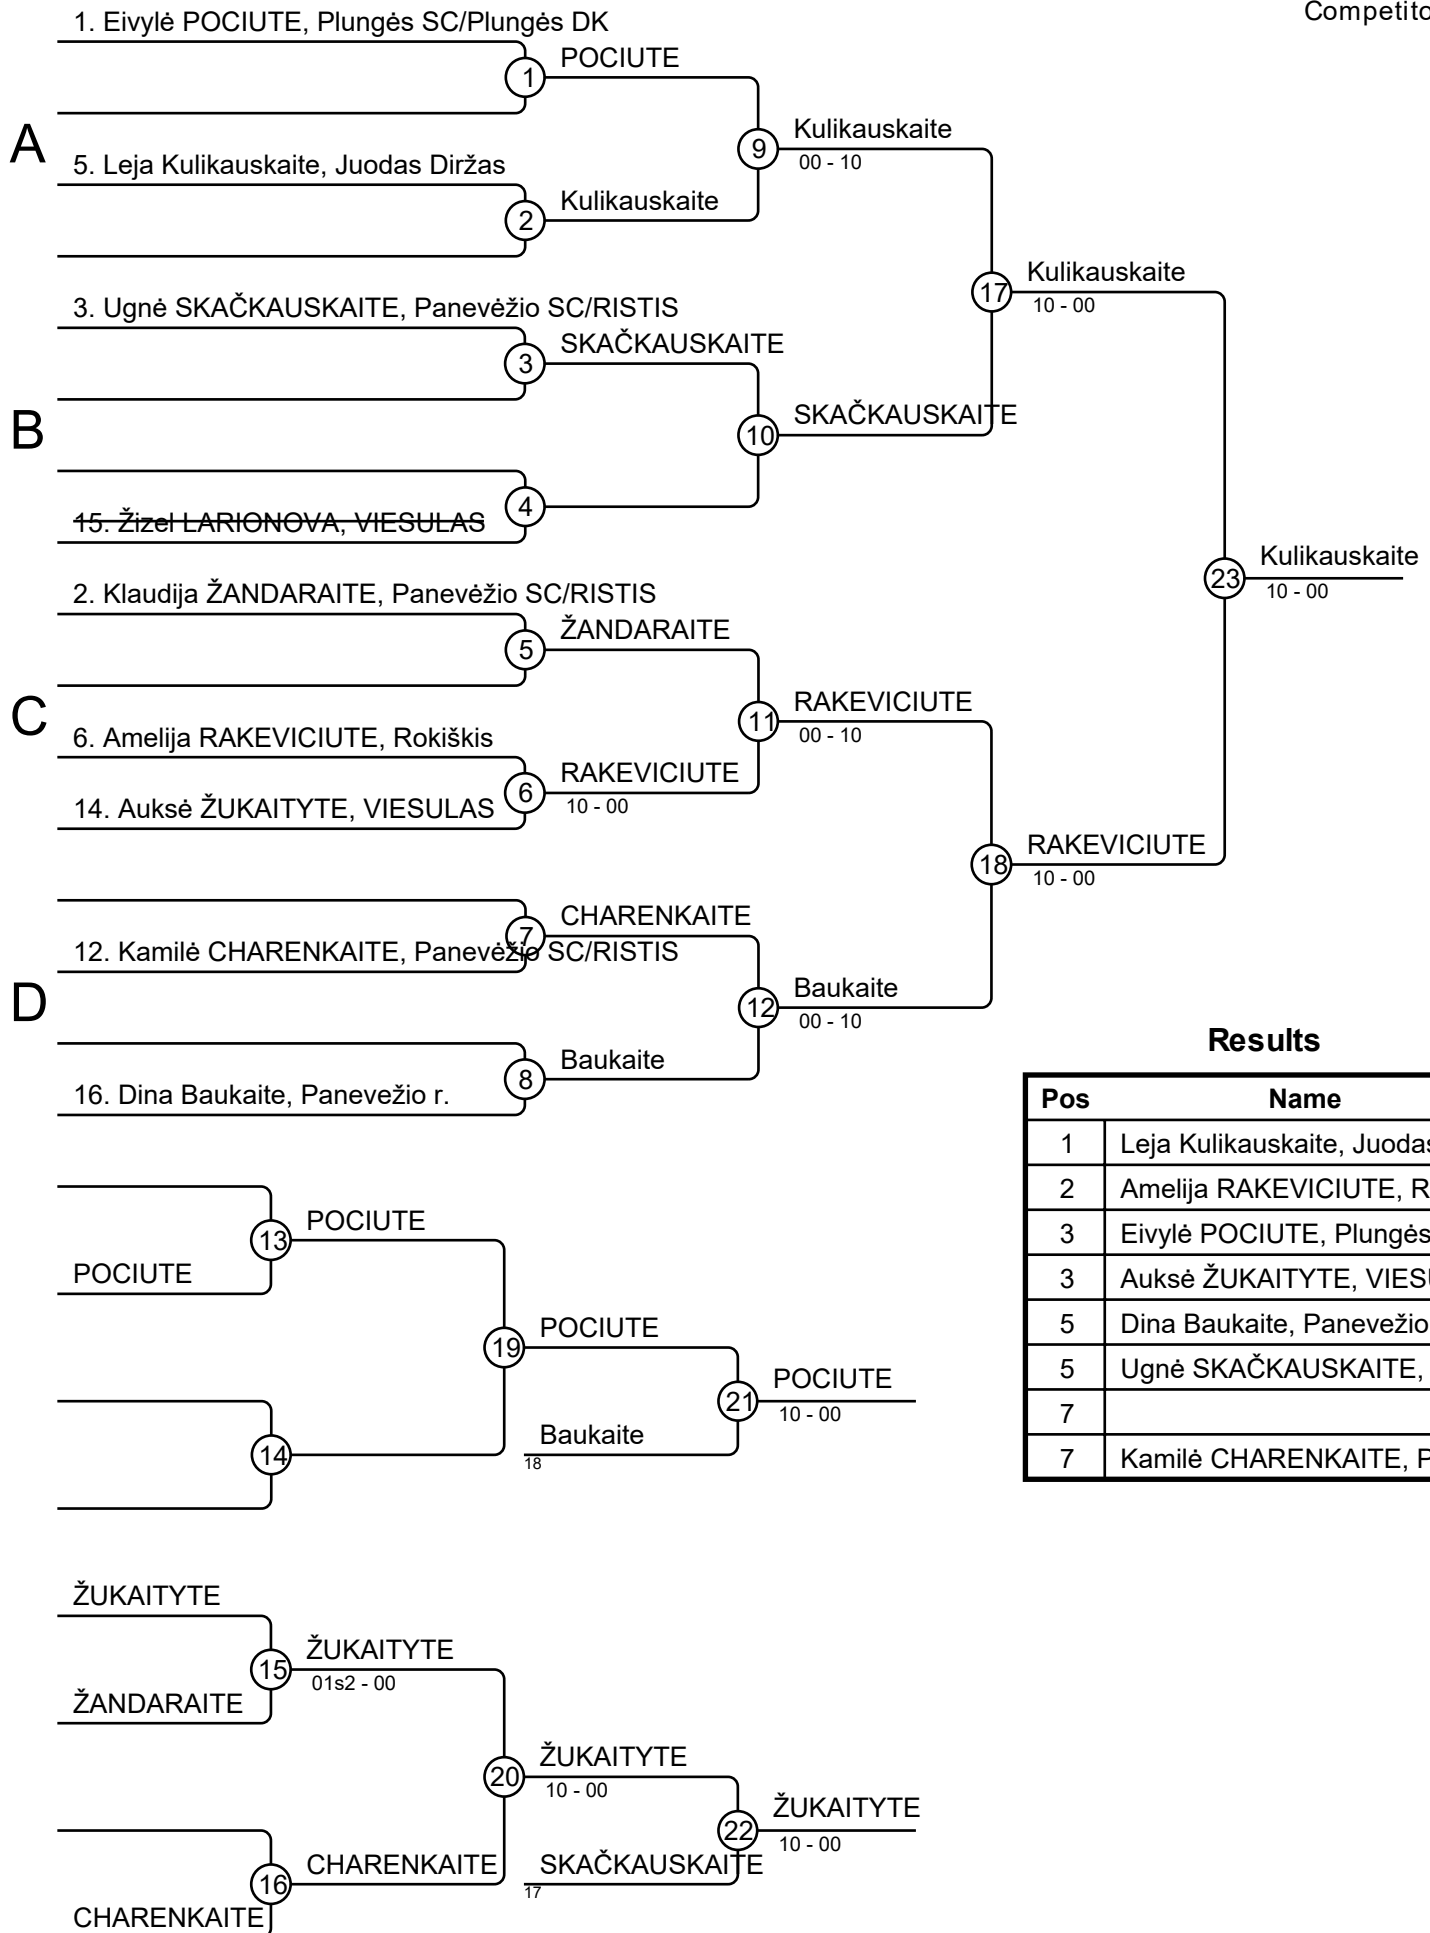 Competito
1. Eivylė POCIUTE, Plungės SC/Plungės DK
POCIUTE
1
A
Kulikauskaite
9
00 - 10
5. Leja Kulikauskaite, Juodas Diržas
Kulikauskaite
2
Kulikauskaite
17
10 - 00
3. Ugnė SKAČKAUSKAITE, Panevėžio SC/RISTIS
SKAČKAUSKAITE
3
B
SKAČKAUSKAITE
10
4
15. Žizel LARIONOVA, VIESULAS
Kulikauskaite
23
10 - 00
2. Klaudija ŽANDARAITE, Panevėžio SC/RISTIS
ŽANDARAITE
5
C
RAKEVICIUTE
11
00 - 10
6. Amelija RAKEVICIUTE, Rokiškis
RAKEVICIUTE
6
10 - 00
14. Auksė ŽUKAITYTE, VIESULAS
RAKEVICIUTE
18
10 - 00
CHARENKAITE
7
12. Kamilė CHARENKAITE, Panevėžio SC/RISTIS
D
Baukaite
12
00 - 10
Baukaite
8
16. Dina Baukaite, Panevežio r.
Results
Pos Name
1 Leja Kulikauskaite, Juodas
2 Amelija RAKEVICIUTE, R
3 Eivylė POCIUTE, Plungės
3 Auksė ŽUKAITYTE, VIESU
5 Dina Baukaite, Panevežio
5 Ugnė SKAČKAUSKAITE,
7
7 Kamilė CHARENKAITE, P
POCIUTE
13
POCIUTE
POCIUTE
19
POCIUTE
21
10 - 00
Baukaite
18
14
ŽUKAITYTE
ŽUKAITYTE
15
01s2 - 00
ŽANDARAITE
ŽUKAITYTE
20
10 - 00
ŽUKAITYTE
22
10 - 00
CHARENKAITE
16
SKAČKAUSKAITE
17
CHARENKAITE